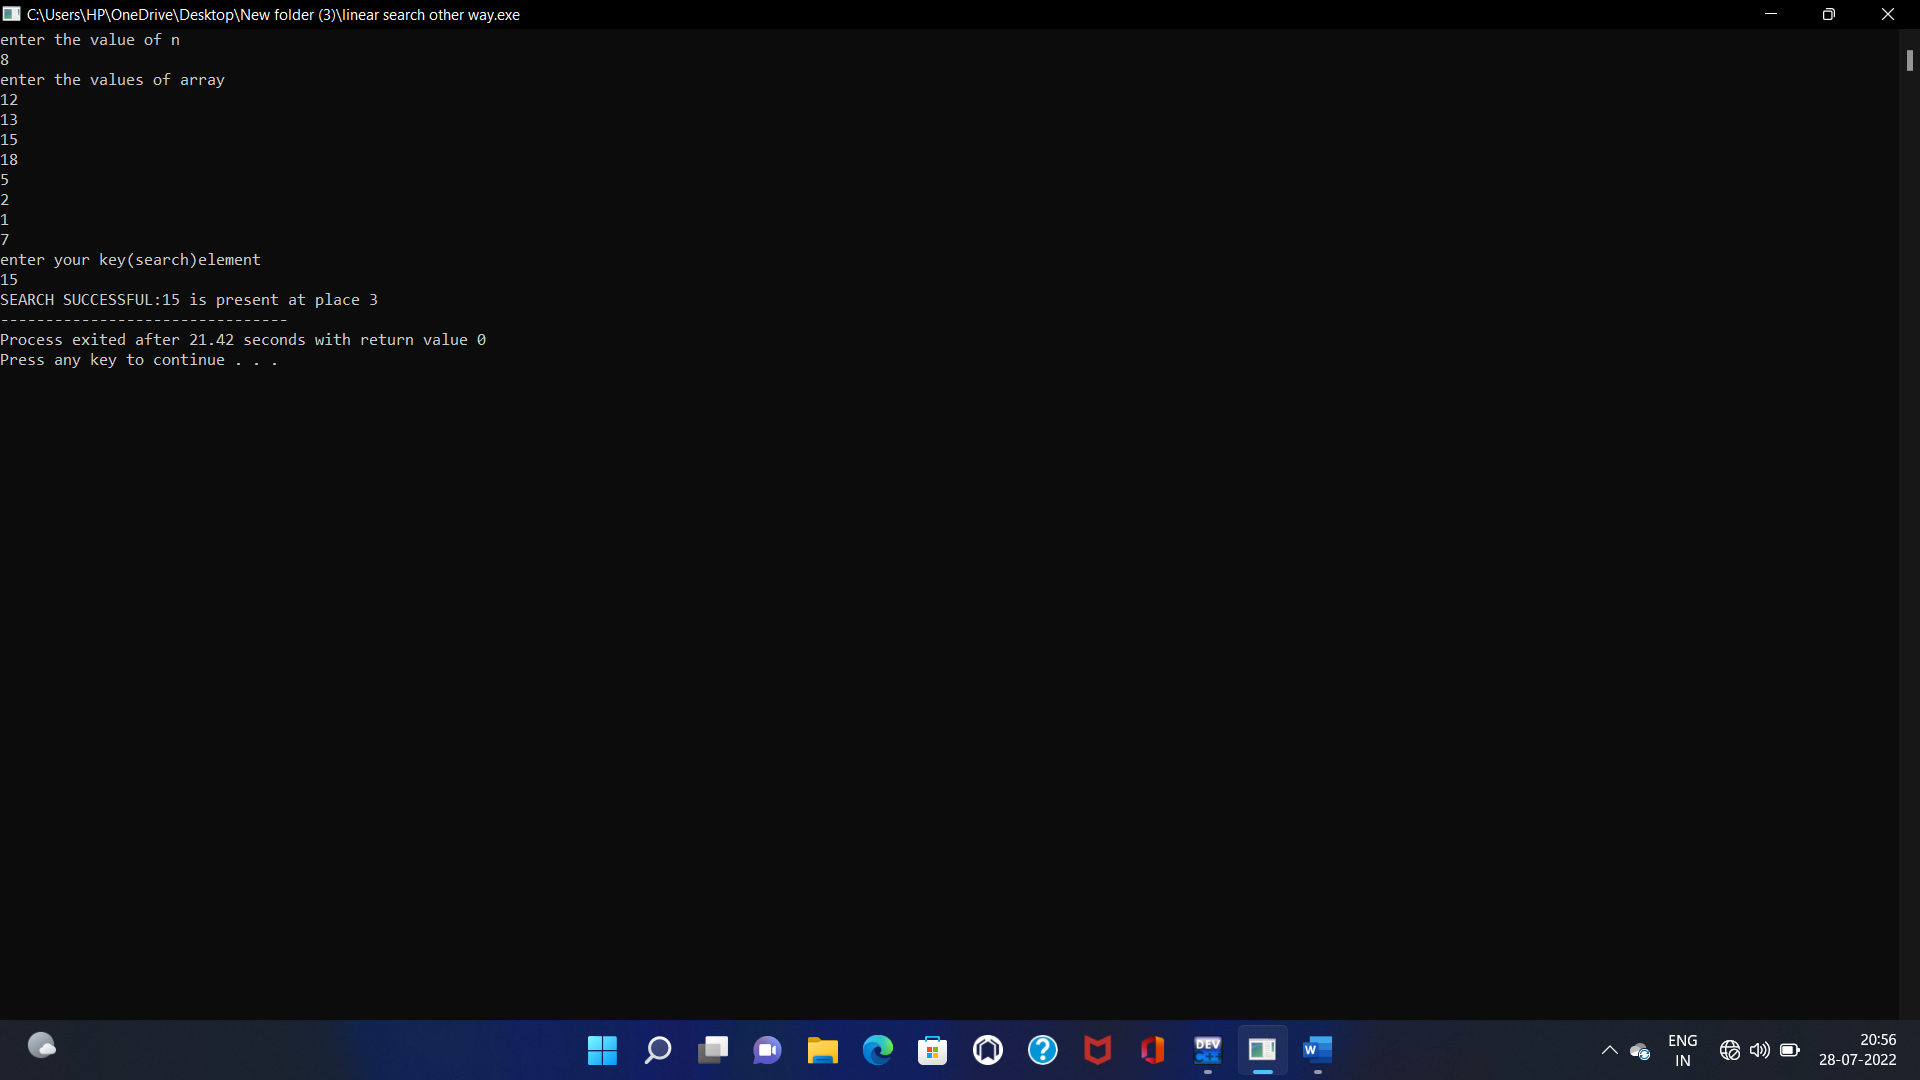 C:\Users\HP\OneDrive\Desktop\New folder (3)\linear search other way.exe
enter the value of n
8
enter the values of array
12
13
15
18
5
2
1
7
enter your key(search)element
15
SEARCH SUCCESSFUL:15 is present at place 3
--------------------------------
Process exited after 21.42 seconds with return value 0
Press any key to continue . . .
DEV
C++
W
ENG
IN
20:56
28-07-2022